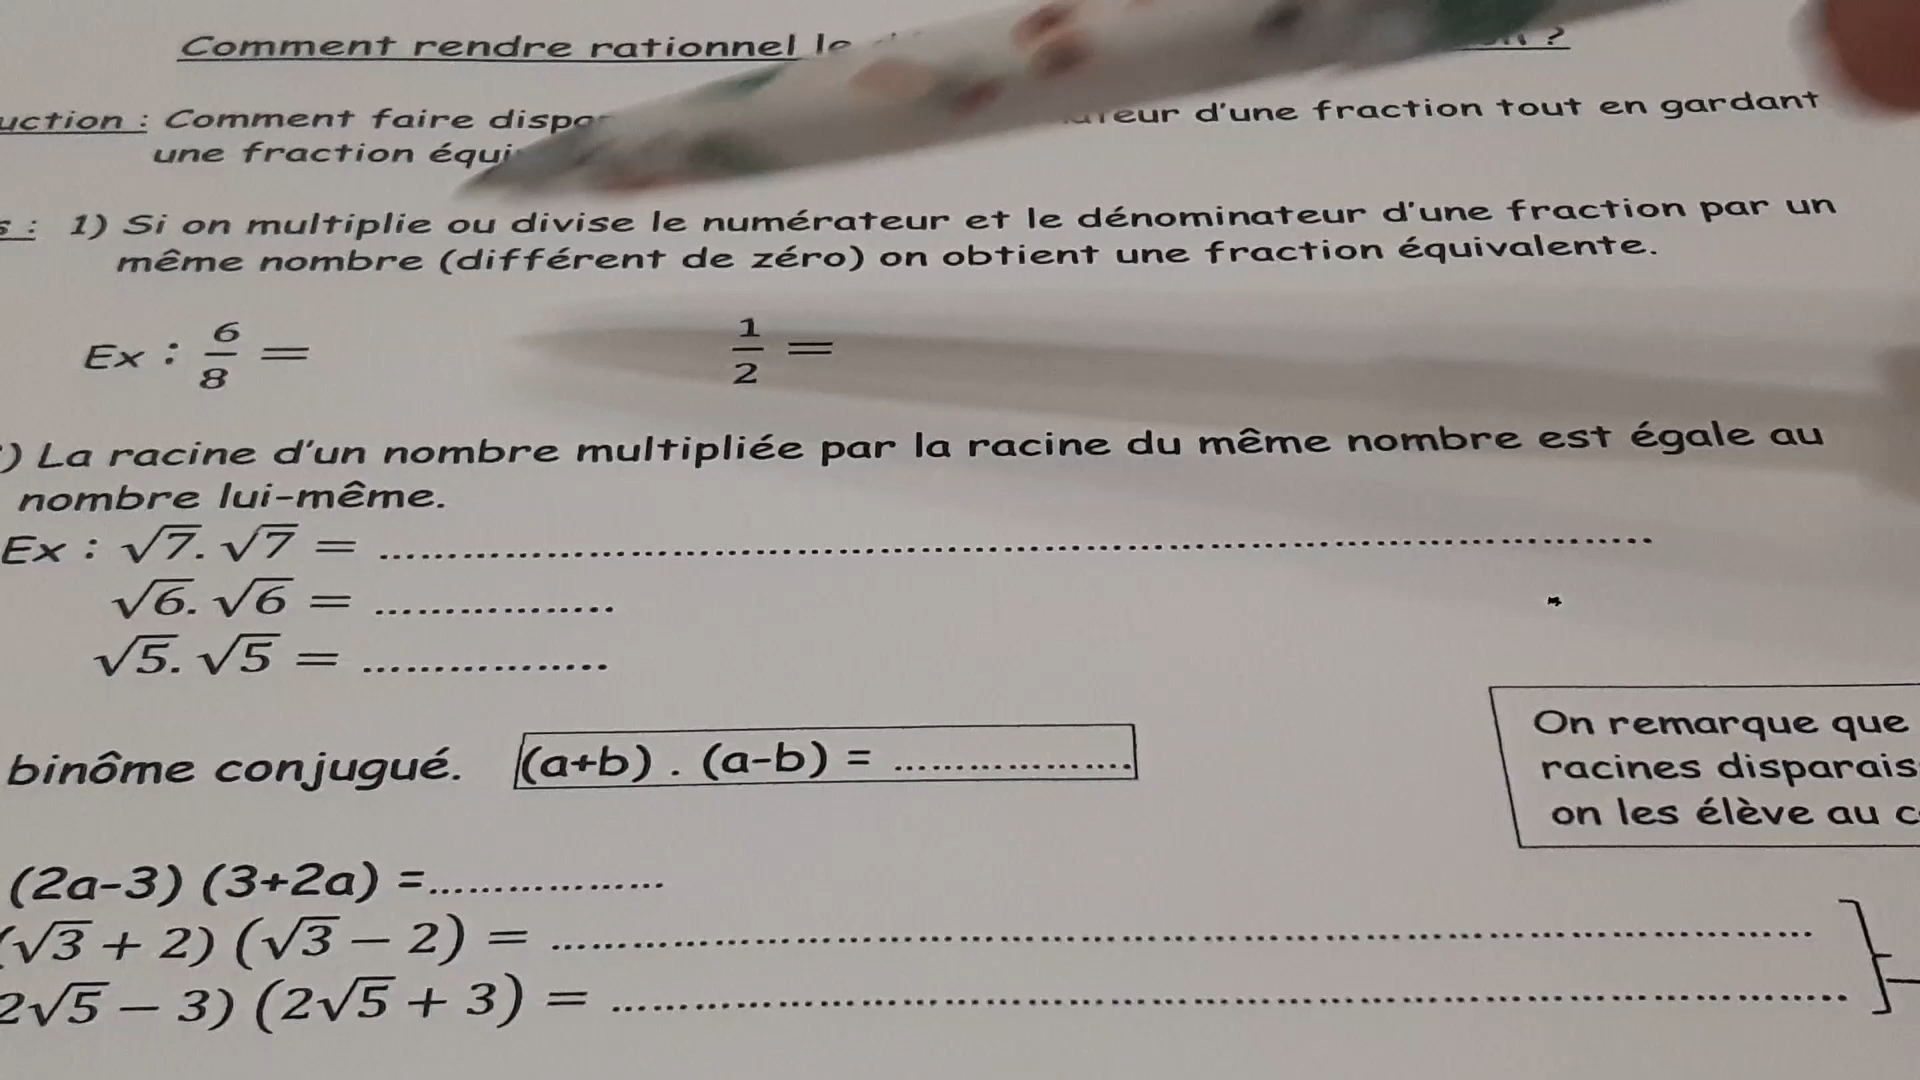 Comment rendre rationnel ?
uction : Comment faire d'une fraction tout en gardant
une fraction
s : 1) Si on multiplie ou divise le numérateur et le dénominateur d'une fraction par un
même nombre (différent de zéro) on obtient une fraction équivalente.
Ex : 6/8 = 1/2 =
) La racine d'un nombre multipliée par la racine du même nombre est égale au
nombre lui-même.
Ex : √7. √7 = ................................................................................
√6. √6 = .................
√5. √5 = .................
binôme conjugué. (a+b) . (a-b) = ...................
On remarque que
racines disparais
on les élève au c
(2a-3) (3+2a) =.................
(√3 + 2) (√3 – 2) = ................................................................................
2√5 – 3) (2√5 + 3) = ................................................................................